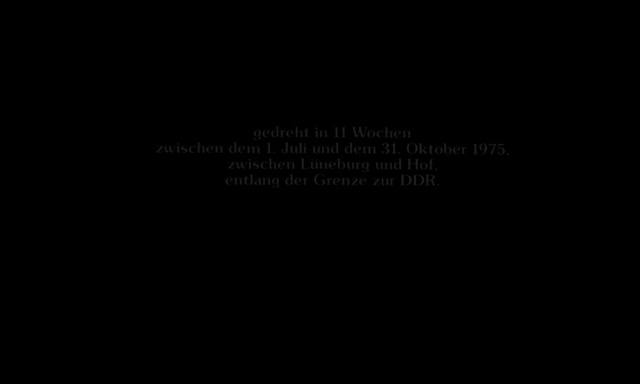 gedreht in 11 Wochen
zwischen dem 1. Juli und dem 31. Oktober 1975,
zwischen Lüneburg und Hof,
entlang der Grenze zur DDR.